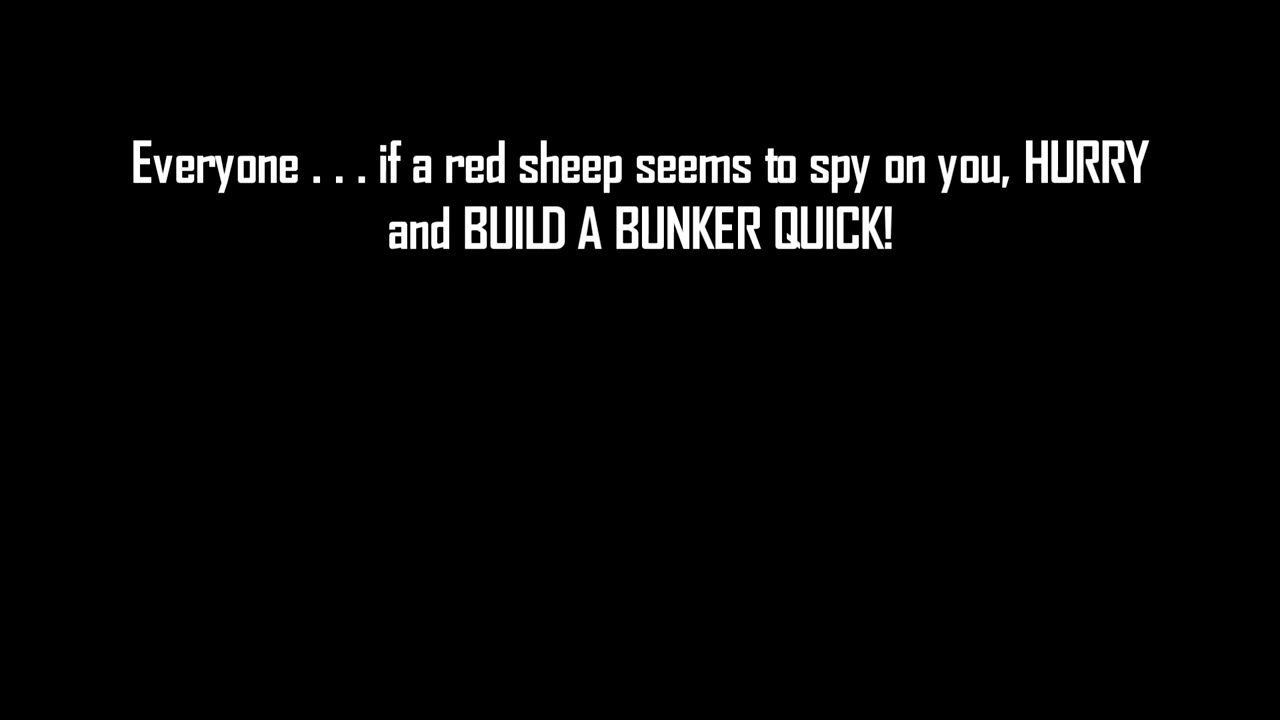 Everyone . . . if a red sheep seems to spy on you, HURRY
and BUILD A BUNKER QUICK!